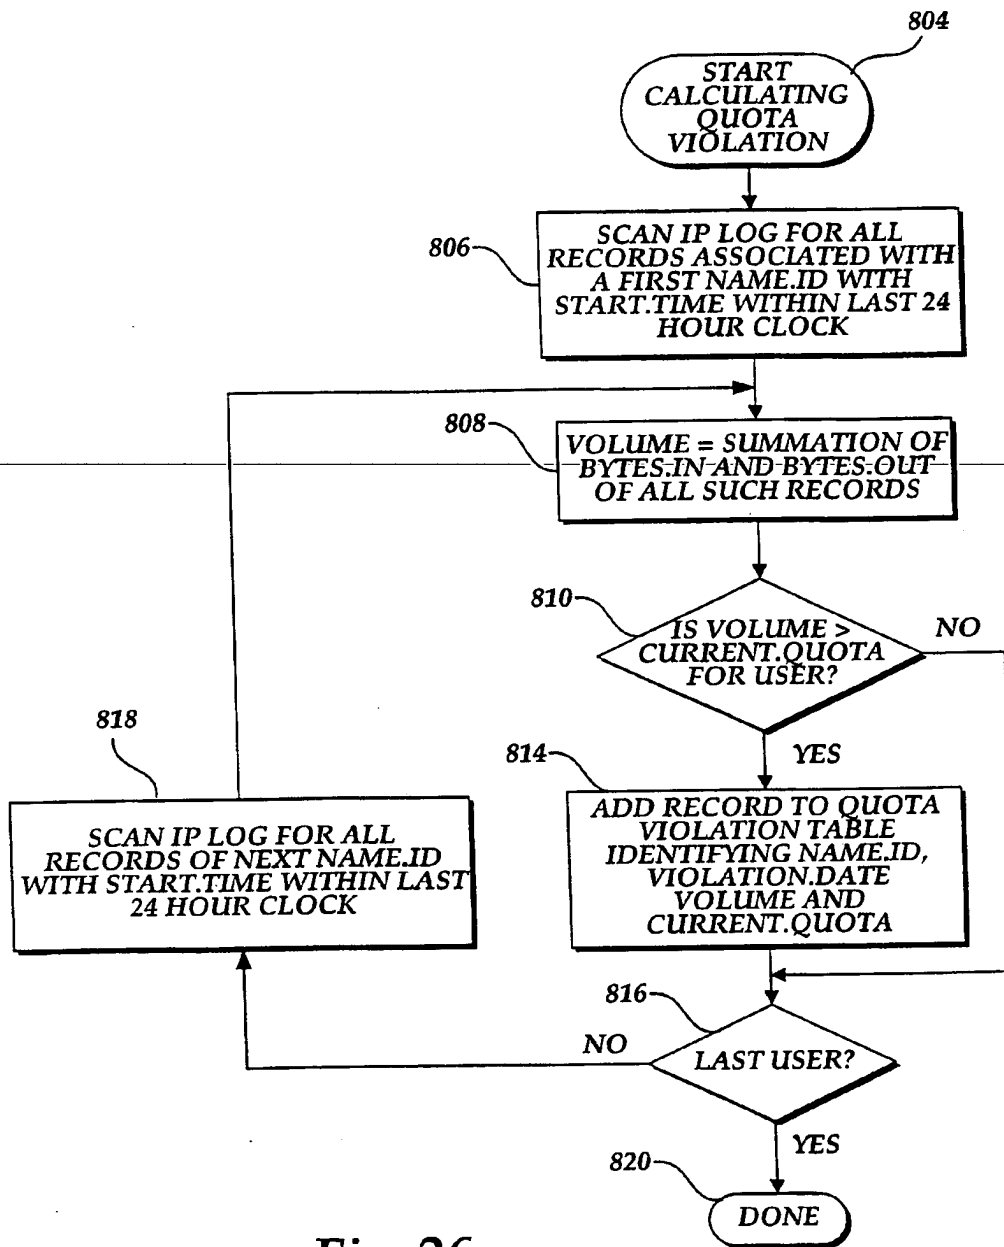 804
START
CALCULATING
QUOTA
VIOLATION
806
SCAN IP LOG FOR ALL
RECORDS ASSOCIATED WITH
A FIRST NAME.ID WITH
START.TIME WITHIN LAST 24
HOUR CLOCK
808
VOLUME = SUMMATION OF
BYTES.IN AND BYTES.OUT
OF ALL SUCH RECORDS
810
IS VOLUME >
CURRENT.QUOTA
FOR USER?
NO
YES
814
ADD RECORD TO QUOTA
VIOLATION TABLE
IDENTIFYING NAME.ID,
VIOLATION.DATE
VOLUME AND
CURRENT.QUOTA
818
SCAN IP LOG FOR ALL
RECORDS OF NEXT NAME.ID
WITH START.TIME WITHIN LAST
24 HOUR CLOCK
816
LAST USER?
NO
YES
820
DONE
Fig. 26